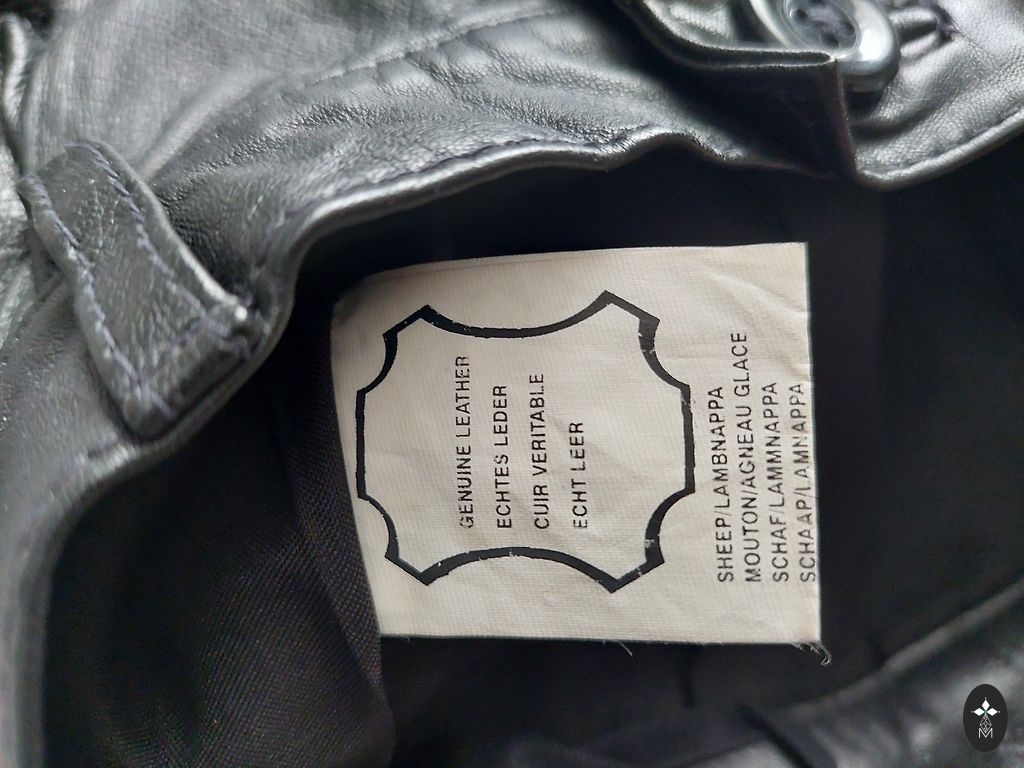 GENUINE LEATHER
ECHTES LEDER
CUIR VERITABLE
ECHT LEER
SHEEP/LAMBNAPPA
MOUTON/AGNEAU GLACE
SCHAF/LAMMNAPPA
SCHAAP/LAMNAPPA
M